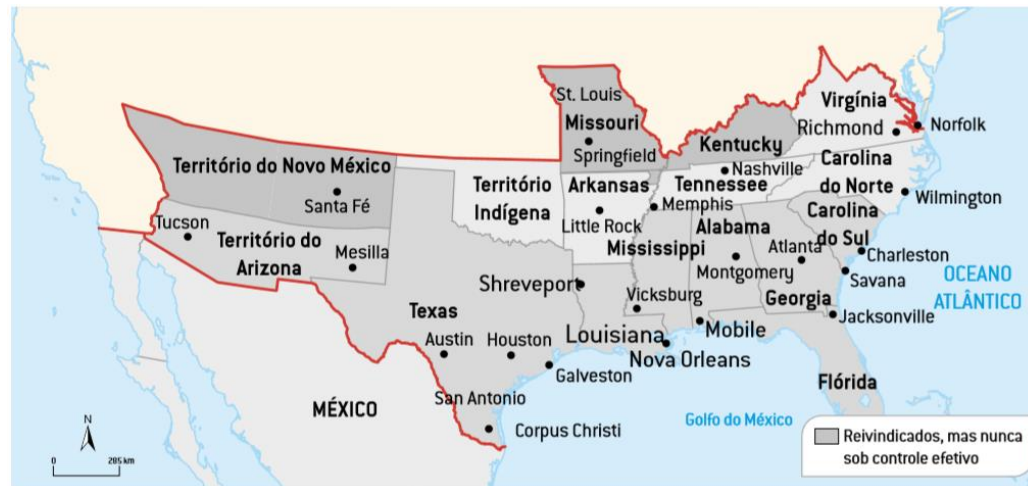 St. Louis
Missouri
Springfield
Virgínia
Richmond
Norfolk
Kentucky
Nashville
Território do Novo México
Santa Fé
Território
Indígena
Arkansas
Little Rock
Tennessee
Memphis
Carolina
do Norte
Wilmington
Tucson
Território do
Arizona
Mesilla
Mississippi
Alabama
Montgomery
Atlanta
Carolina
do Sul
Charleston
Savana
Georgia
Jacksonville
OCEANO
ATLÂNTICO
Shreveport
Vicksburg
Texas
Louisiana
Mobile
Nova Orleans
Austin
Houston
Galveston
San Antonio
Corpus Christi
MÉXICO
Flórida
Golfo do México
N
0
205 km
Reivindicados, mas nunca
sob controle efetivo